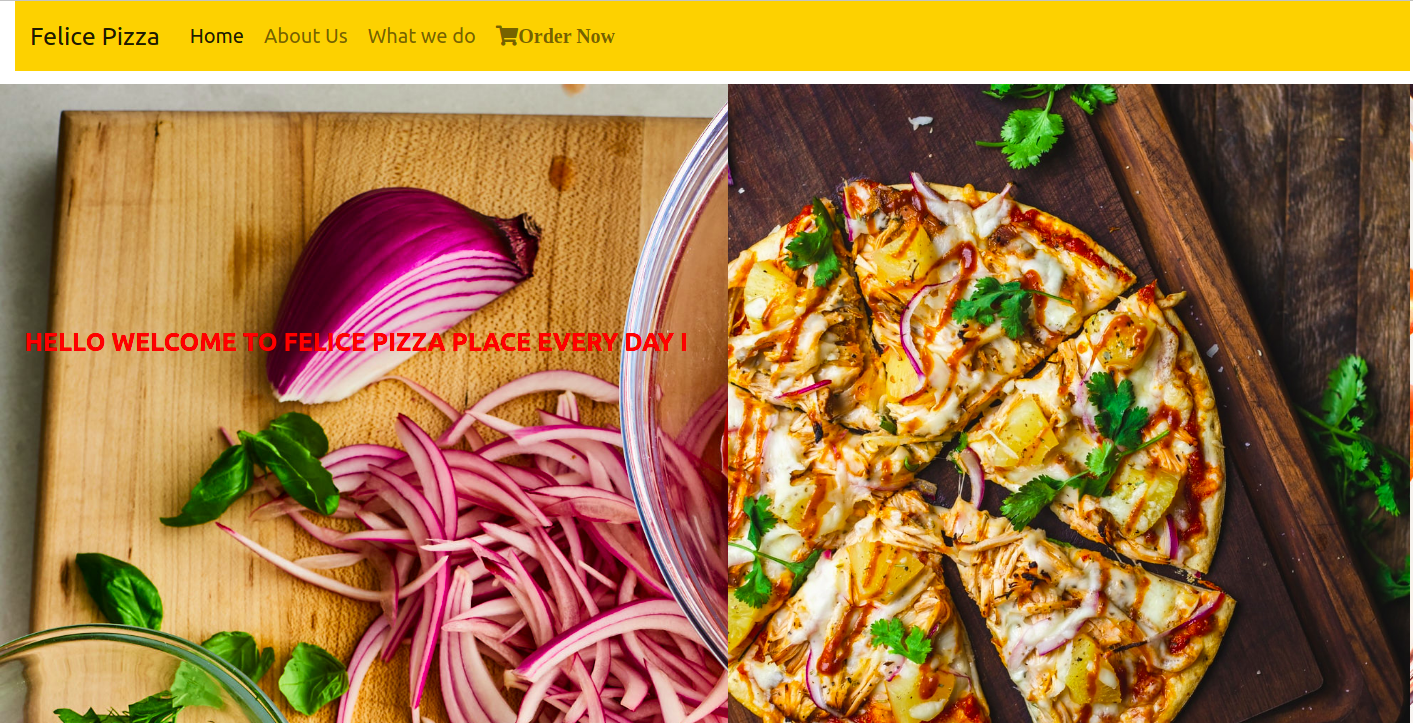 Felice Pizza Home About Us What we do Order Now
HELLO WELCOME TO FELICE PIZZA PLACE EVERY DAY I